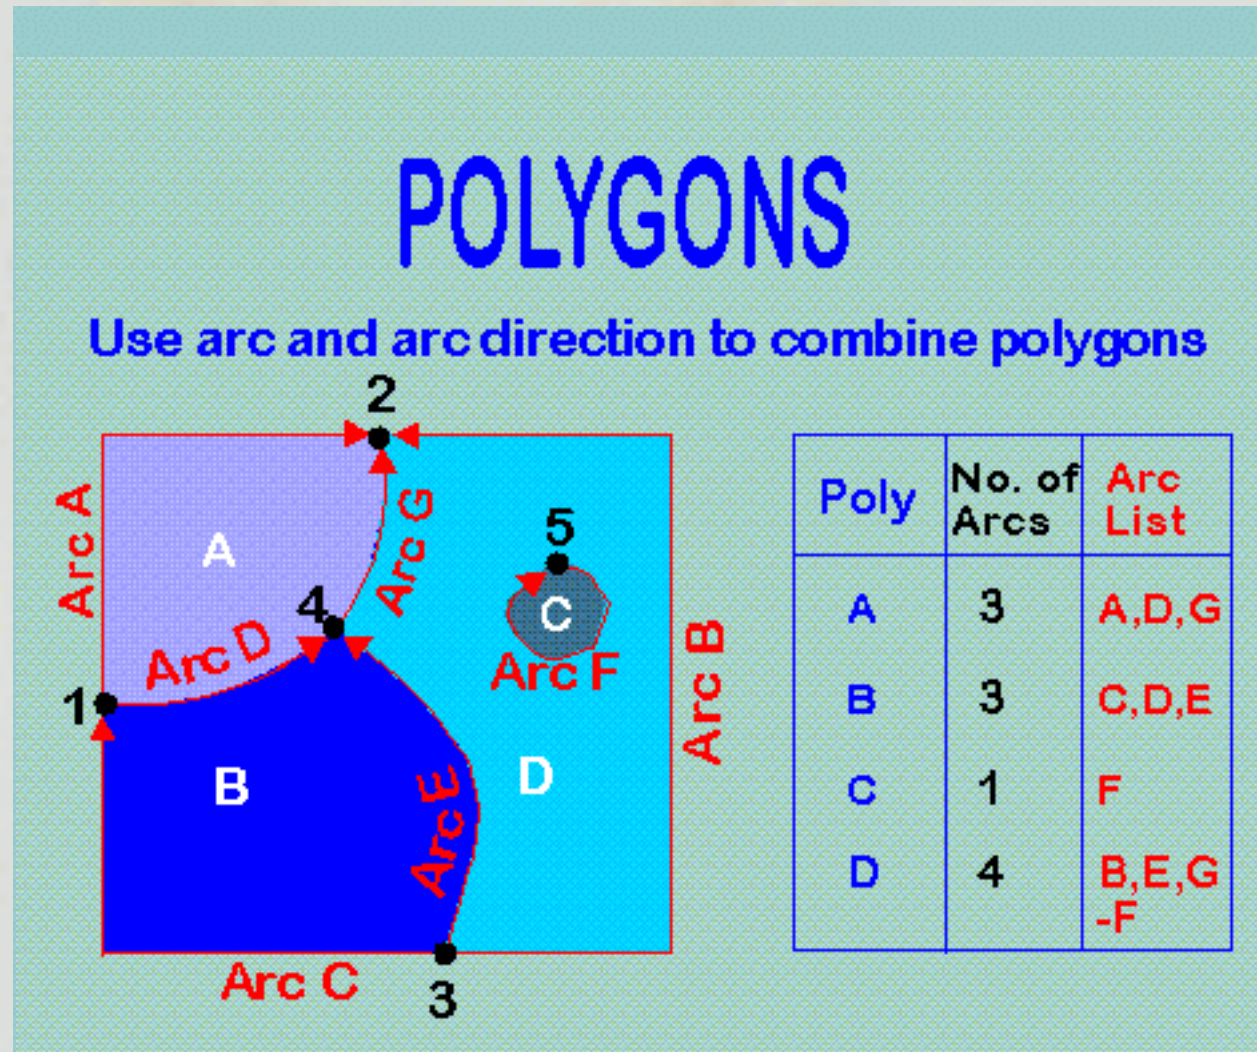 POLYGONS
Use arc and arc direction to combine polygons
2
Arc A
A
Arc G
5
C
4
Arc D
Arc F
Arc B
1
B
Arc E
D
Arc C
3
Poly No. of Arcs Arc List
A 3 A,D,G
B 3 C,D,E
C 1 F
D 4 B,E,G
-F